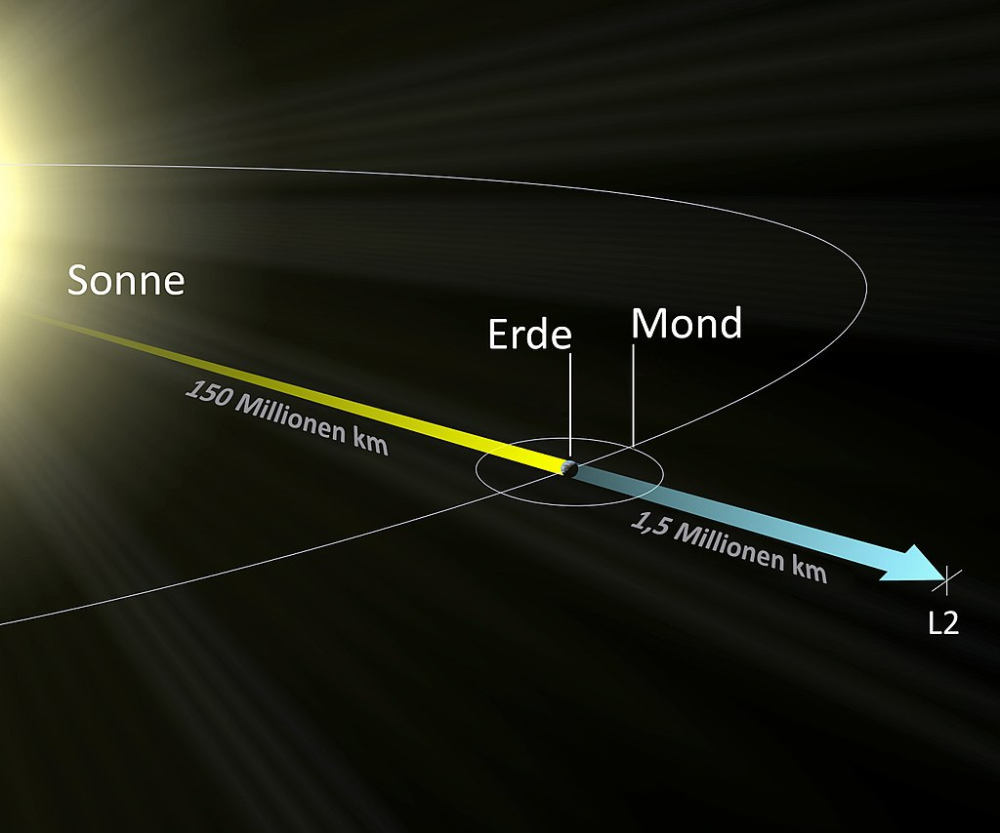 Sonne
Erde
Mond
150 Millionen km
1,5 Millionen km
L2